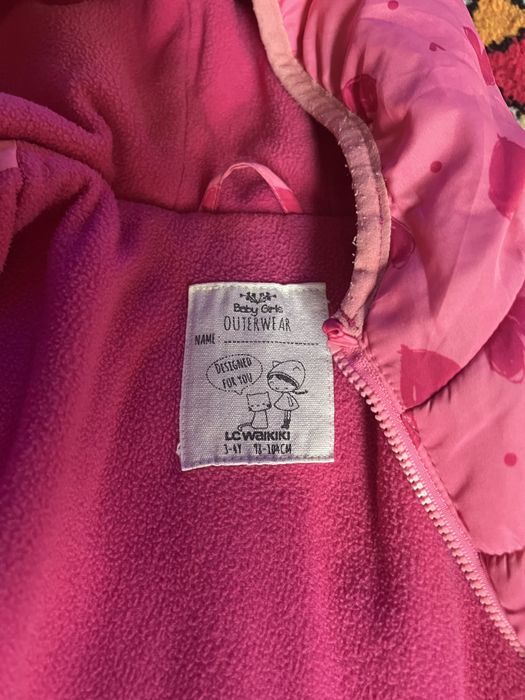 Baby Girls
OUTERWEAR
NAME :
DESIGNED
FOR YOU
LC WAIKIKI
3-4Y 98-104CM